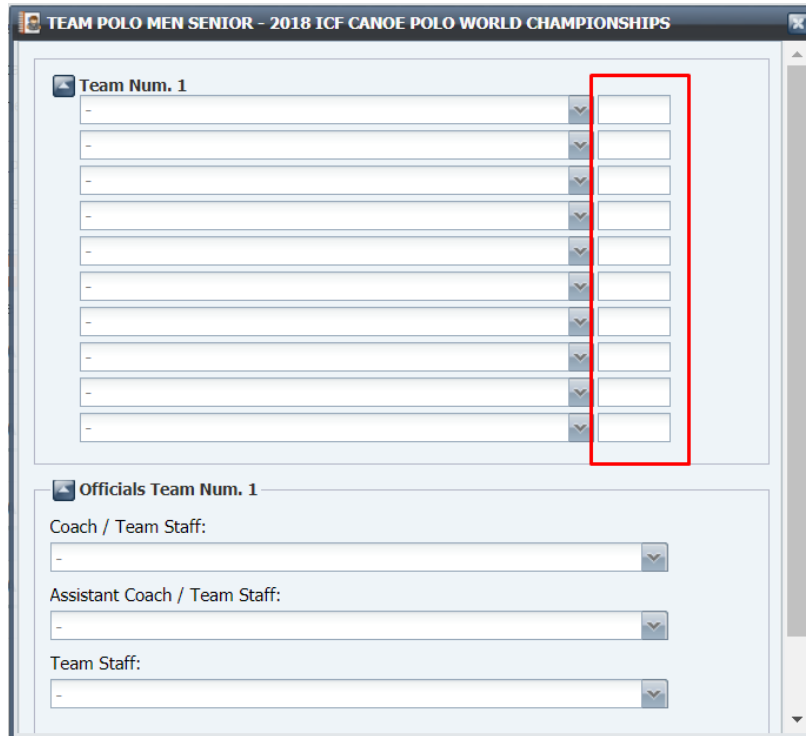 TEAM POLO MEN SENIOR - 2018 ICF CANOE POLO WORLD CHAMPIONSHIPS
Team Num. 1
-
-
-
-
-
-
-
-
-
-
Officials Team Num. 1
Coach / Team Staff:
-
Assistant Coach / Team Staff:
-
Team Staff:
-